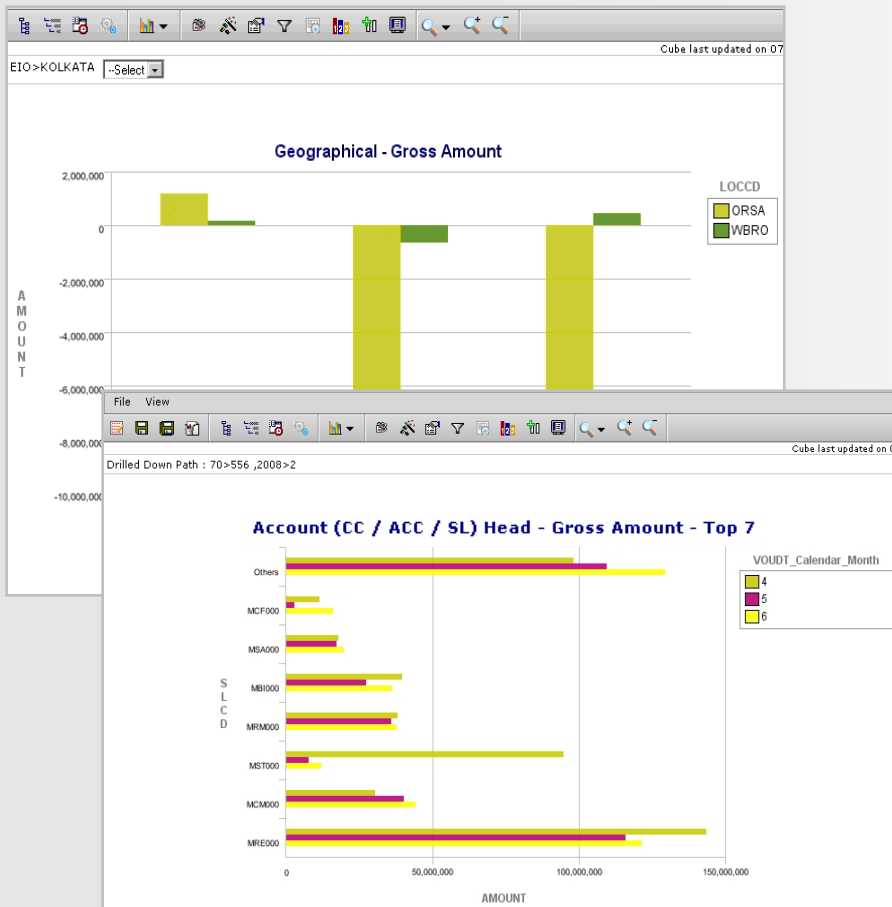 Cube last updated on 07
EIO>KOLKATA --Select
Geographical - Gross Amount
2,000,000
0
-2,000,000
-4,000,000
-6,000,000
-8,000,000
-10,000,000
AMOUNT
LOCCD
ORSA
WBRO
File View
Cube last updated on 0
Drilled Down Path : 70>556 ,2008>2
Account (CC / ACC / SL) Head - Gross Amount - Top 7
VOUDT_Calendar_Month
4
5
6
SLCD
Others
MCF000
MSA000
MBI000
MRM000
MST000
MCM000
MRE000
0 50,000,000 100,000,000 150,000,000
AMOUNT